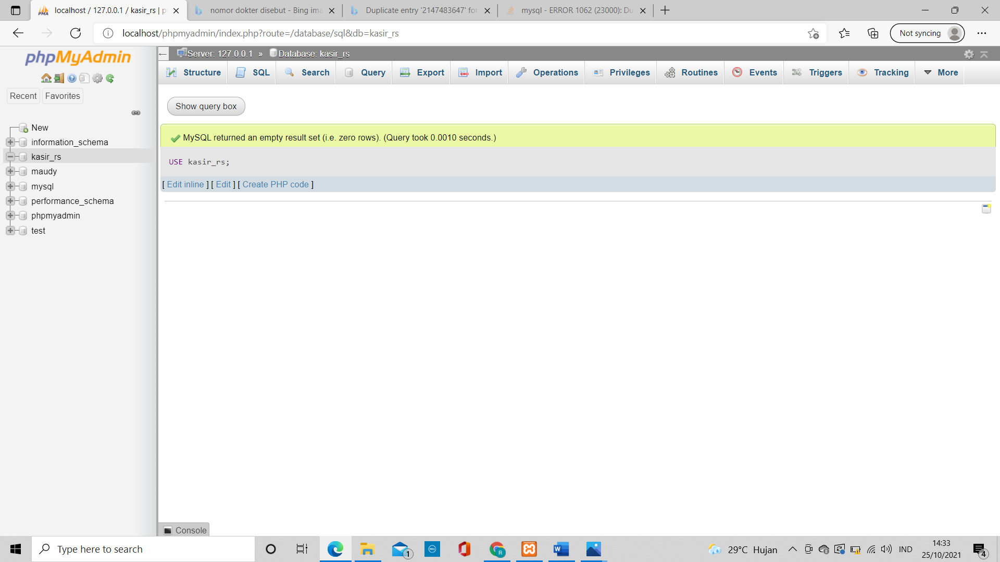 localhost / 127.0.0.1 / kasir_rs | p
nomor dokter disebut - Bing ima
Duplicate entry '2147483647' for
mysql - ERROR 1062 (23000): Du
localhost/phpmyadmin/index.php?route=/database/sql&db=kasir_rs
Not syncing
phpMyAdmin
Recent
Favorites
New
information_schema
kasir_rs
maudy
mysql
performance_schema
phpmyadmin
test
Server: 127.0.0.1 » Database: kasir_rs
Structure
SQL
Search
Query
Export
Import
Operations
Privileges
Routines
Events
Triggers
Tracking
More
Show query box
MySQL returned an empty result set (i.e. zero rows). (Query took 0.0010 seconds.)
USE kasir_rs;
[ Edit inline ] [ Edit ] [ Create PHP code ]
Console
Type here to search
1
29°C Hujan
IND
14:33
25/10/2021
4